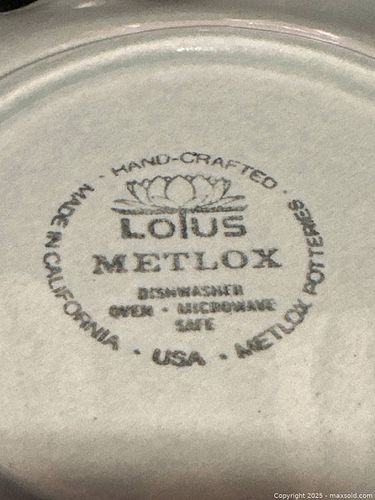 MADE IN CALIFORNIA · HAND-CRAFTED · METLOX POTTERIES · USA ·
LOTUS
METLOX
DISHWASHER
OVEN · MICROWAVE
SAFE
Copyright 2025 - maxsold.com